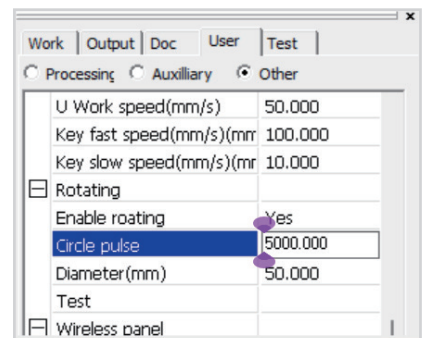 Work Output Doc User Test
Processing Auxilliary Other
U Work speed(mm/s) 50.000
Key fast speed(mm/s)(mm 100.000
Key slow speed(mm/s)(mm 10.000
Rotating
Enable roating Yes
Circle pulse 5000.000
Diameter(mm) 50.000
Test
Wireless panel